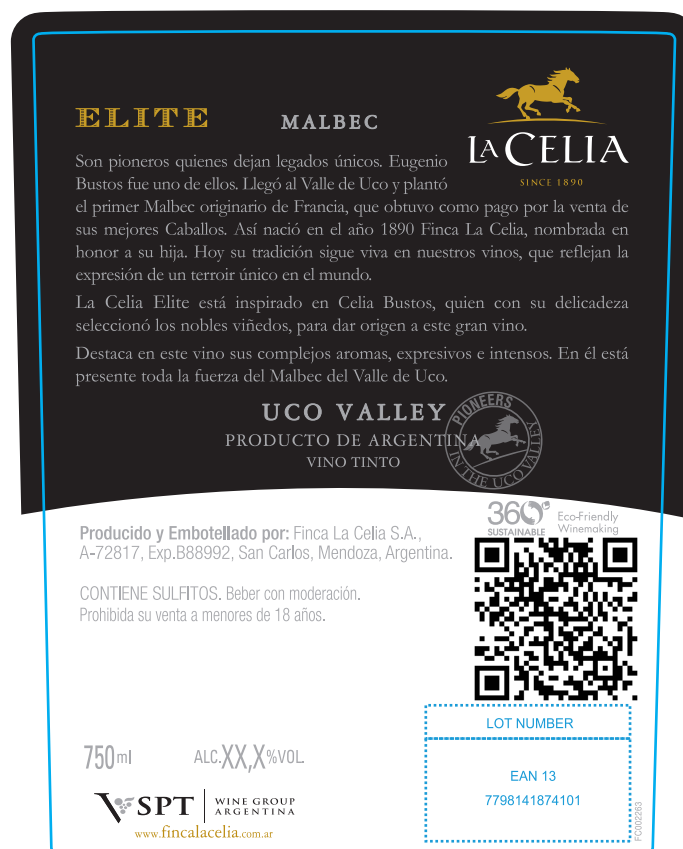 ELITE
MALBEC
LA CELIA
SINCE 1890
Son pioneros quienes dejan legados únicos. Eugenio
Bustos fue uno de ellos. Llegó al Valle de Uco y plantó
el primer Malbec originario de Francia, que obtuvo como pago por la venta de
sus mejores Caballos. Así nació en el año 1890 Finca La Celia, nombrada en
honor a su hija. Hoy su tradición sigue viva en nuestros vinos, que reflejan la
expresión de un terroir único en el mundo.
La Celia Elite está inspirado en Celia Bustos, quien con su delicadeza
seleccionó los nobles viñedos, para dar origen a este gran vino.
Destaca en este vino sus complejos aromas, expresivos e intensos. En él está
presente toda la fuerza del Malbec del Valle de Uco.
UCO VALLEY
PRODUCTO DE ARGENTINA
VINO TINTO
PIONEERS
IN THE UCO VALLEY
360°
SUSTAINABLE
Eco-Friendly
Winemaking
Producido y Embotellado por: Finca La Celia S.A.,
A-72817, Exp.B88992, San Carlos, Mendoza, Argentina.
CONTIENE SULFITOS. Beber con moderación.
Prohibida su venta a menores de 18 años.
LOT NUMBER
750 ml
ALC.XX,X%VOL.
EAN 13
7798141874101
FC002263
VSPT
WINE GROUP
ARGENTINA
www.fincalacelia.com.ar